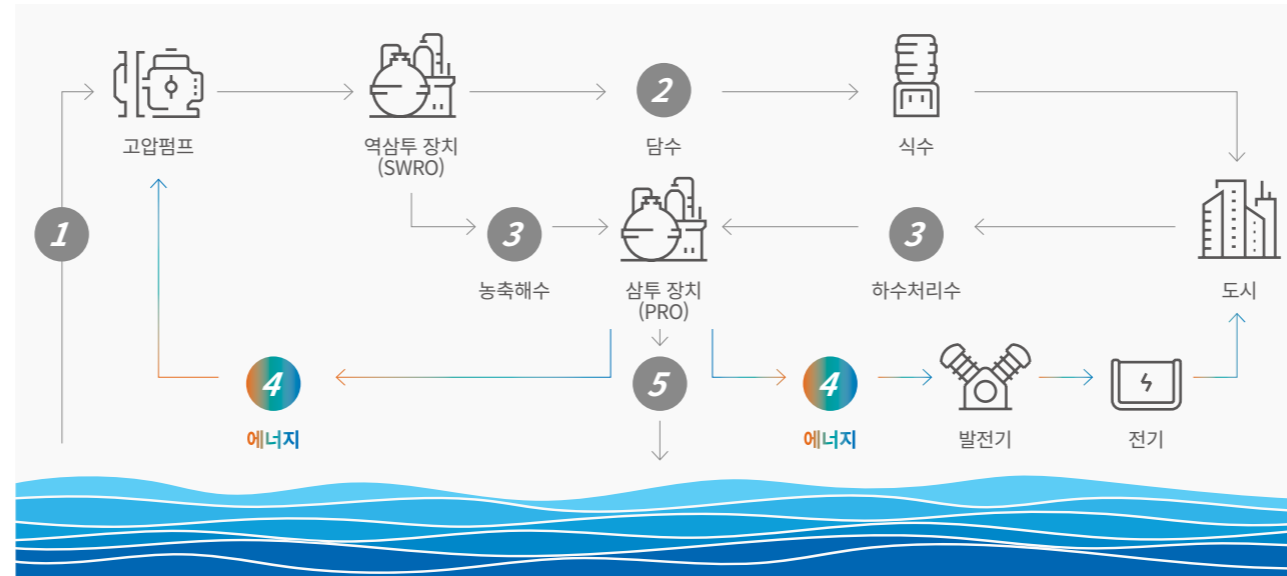 2
고압펌프
역삼투 장치
(SWRO)
담수
식수
1
3
3
농축해수
삼투 장치
(PRO)
하수처리수
도시
4
5
4
에너지
에너지
발전기
전기